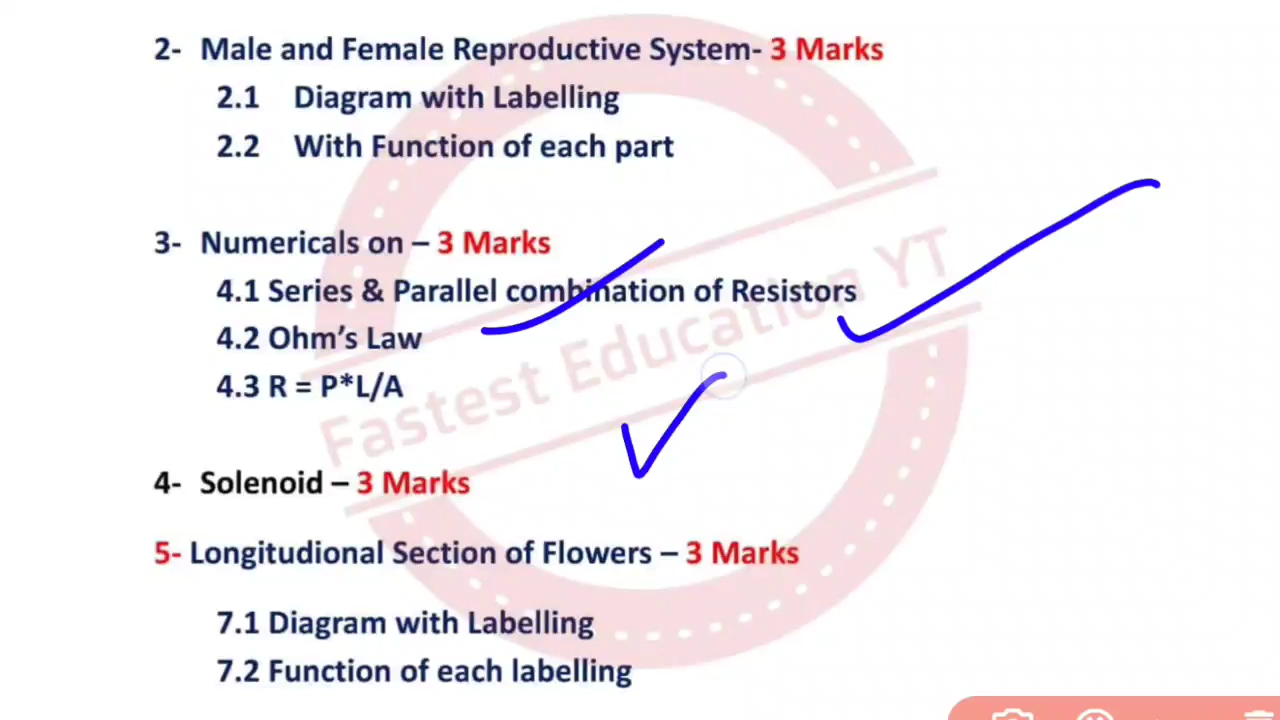 2- Male and Female Reproductive System- 3 Marks
2.1 Diagram with Labelling
2.2 With Function of each part
3- Numericals on – 3 Marks
4.1 Series & Parallel combination of Resistors
4.2 Ohm’s Law
4.3 R = P*L/A
Fastest Education YT
4- Solenoid – 3 Marks
5- Longitudional Section of Flowers – 3 Marks
7.1 Diagram with Labelling
7.2 Function of each labelling